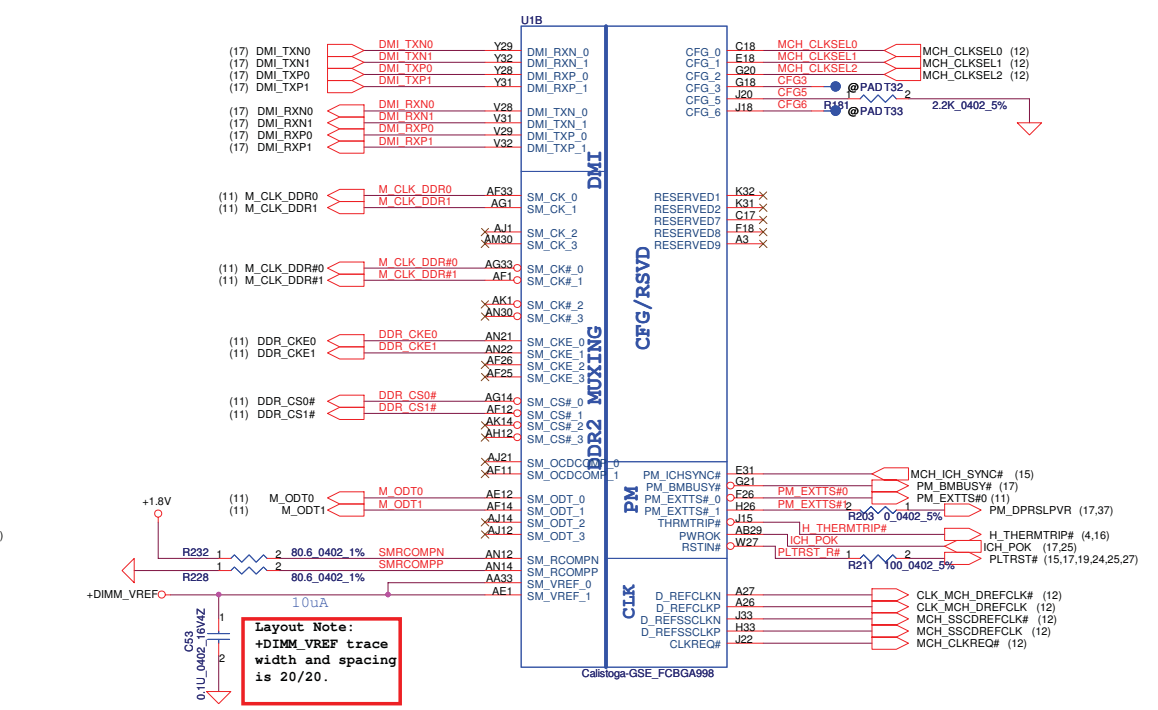 U1B
(17) DMI_TXN0 DMI_TXN0 Y29 DMI_RXN_0
(17) DMI_TXN1 DMI_TXN1 Y32 DMI_RXN_1
(17) DMI_TXP0 DMI_TXP0 Y28 DMI_RXP_0
(17) DMI_TXP1 DMI_TXP1 Y31 DMI_RXP_1
(17) DMI_RXN0 DMI_RXN0 V28 DMI_TXN_0
(17) DMI_RXN1 DMI_RXN1 V31 DMI_TXN_1
(17) DMI_RXP0 DMI_RXP0 V29 DMI_TXP_0
(17) DMI_RXP1 DMI_RXP1 V32 DMI_TXP_1
DMI
(11) M_CLK_DDR0 M_CLK_DDR0 AF33 SM_CK_0
(11) M_CLK_DDR1 M_CLK_DDR1 AG1 SM_CK_1
AJ1 SM_CK_2
AM30 SM_CK_3
(11) M_CLK_DDR#0 M_CLK_DDR#0 AG33 SM_CK#_0
(11) M_CLK_DDR#1 M_CLK_DDR#1 AF1 SM_CK#_1
AK1 SM_CK#_2
AN30 SM_CK#_3
(11) DDR_CKE0 DDR_CKE0 AN21 SM_CKE_0
(11) DDR_CKE1 DDR_CKE1 AN22 SM_CKE_1
AF26 SM_CKE_2
AF25 SM_CKE_3
(11) DDR_CS0# DDR_CS0# AG14 SM_CS#_0
(11) DDR_CS1# DDR_CS1# AF12 SM_CS#_1
AK14 SM_CS#_2
AH12 SM_CS#_3
DDR2 MUXING
AJ21 SM_OCDCOMP_0
AF11 SM_OCDCOMP_1
(11) M_ODT0 M_ODT0 AE12 SM_ODT_0
(11) M_ODT1 M_ODT1 AF14 SM_ODT_1
AJ14 SM_ODT_2
AJ12 SM_ODT_3
+1.8V
R232 1 2 80.6_0402_1% SMRCOMPN AN12 SM_RCOMPN
R228 1 2 80.6_0402_1% SMRCOMPP AN14 SM_RCOMPP
AA33 SM_VREF_0
+DIMM_VREF 10uA AE1 SM_VREF_1
C53
0.1U_0402_16V4Z
1
2
Layout Note:
+DIMM_VREF trace
width and spacing
is 20/20.
CFG_0 C18 MCH_CLKSEL0 MCH_CLKSEL0 (12)
CFG_1 E18 MCH_CLKSEL1 MCH_CLKSEL1 (12)
CFG_2 G20 MCH_CLKSEL2 MCH_CLKSEL2 (12)
CFG_3 G18 CFG3 @PADT32
CFG_5 J20 CFG5 R181 1 2 2.2K_0402_5%
CFG_6 J18 CFG6 @PADT33
RESERVED1 K32
RESERVED2 K31
RESERVED7 C17
RESERVED8 F18
RESERVED9 A3
CFG/RSVD
PM_ICHSYNC# E31 MCH_ICH_SYNC# (15)
PM_BMBUSY# G21 PM_BMBUSY# (17)
PM_EXTTS#_0 F26 PM_EXTTS#0 PM_EXTTS#0 (11)
PM_EXTTS#_1 H26 PM_EXTTS#1 R203 2 1 0_0402_5% PM_DPRSLPVR (17,37)
THRMTRIP# J15 H_THERMTRIP# H_THERMTRIP# (4,16)
PWROK AB29 ICH_POK ICH_POK (17,25)
RSTIN# W27 PLTRST_R# R211 1 2 100_0402_5% PLTRST# (15,17,19,24,25,27)
PM
D_REFCLKN A27 CLK_MCH_DREFCLK# (12)
D_REFCLKP A26 CLK_MCH_DREFCLK (12)
D_REFSSCLKN J33 MCH_SSCDREFCLK# (12)
D_REFSSCLKP H33 MCH_SSCDREFCLK (12)
CLKREQ# J22 MCH_CLKREQ# (12)
CLK
Calistoga-GSE_FCBGA998
)